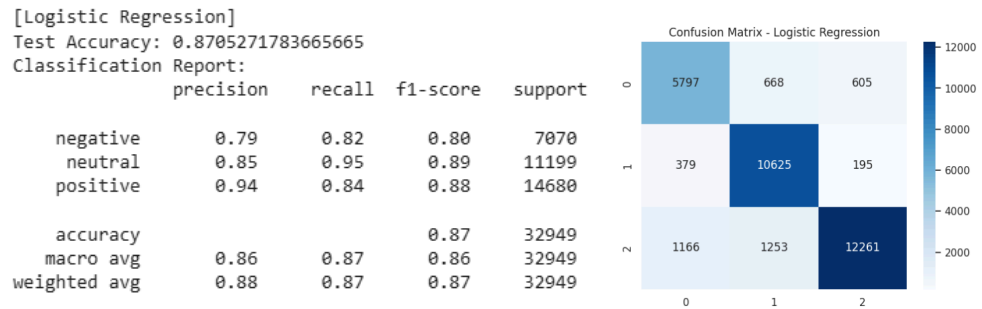 [Logistic Regression]
Test Accuracy: 0.8705271783665665
Classification Report:
precision recall f1-score support
negative 0.79 0.82 0.80 7070
neutral 0.85 0.95 0.89 11199
positive 0.94 0.84 0.88 14680
accuracy 0.87 32949
macro avg 0.86 0.87 0.86 32949
weighted avg 0.88 0.87 0.87 32949
Confusion Matrix - Logistic Regression
0 5797 668 605
1 379 10625 195
2 1166 1253 12261
0 1 2
12000
10000
8000
6000
4000
2000